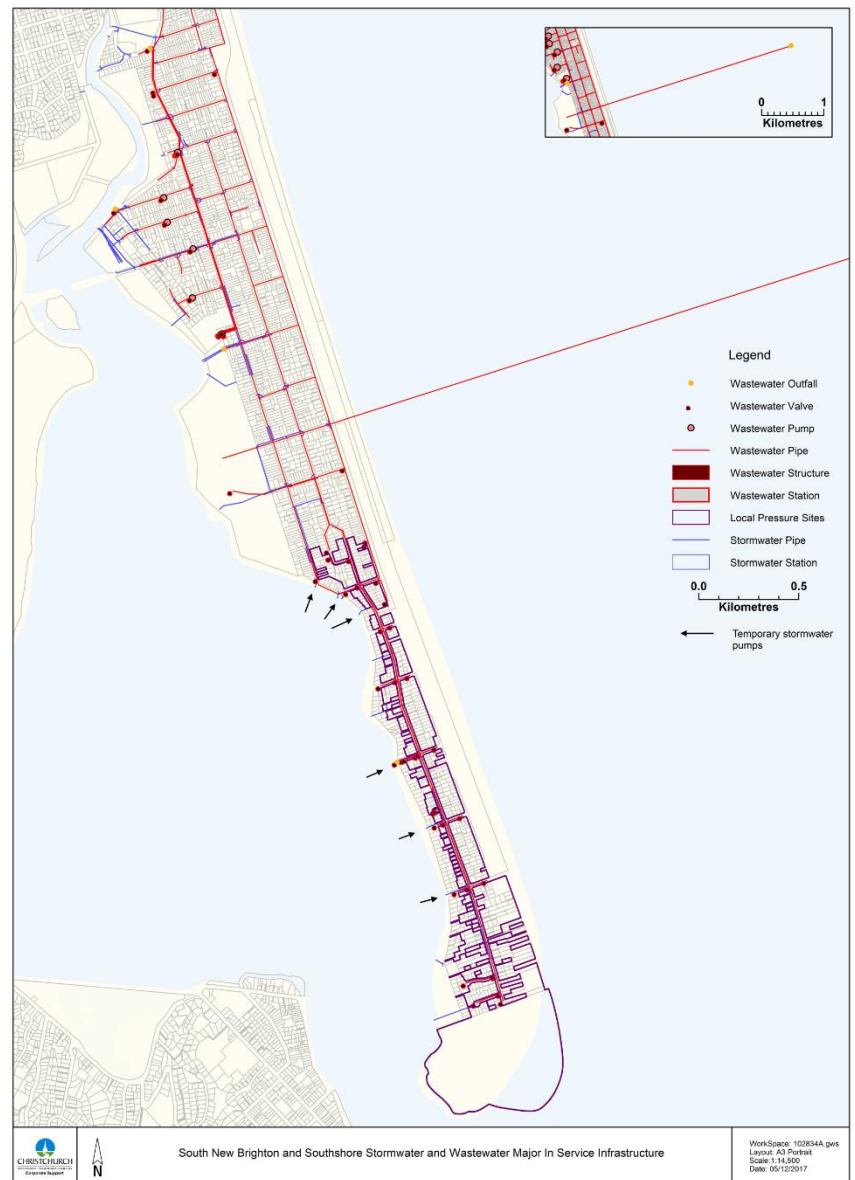 0 1
Kilometres
Legend
Wastewater Outfall
Wastewater Valve
Wastewater Pump
Wastewater Pipe
Wastewater Structure
Wastewater Station
Local Pressure Sites
Stormwater Pipe
Stormwater Station
0.0 0.5
Kilometres
Temporary stormwater
pumps
CHRISTCHURCH
Corporate Support
N
South New Brighton and Southshore Stormwater and Wastewater Major In Service Infrastructure
WorkSpace: 102834A.gws
Layout: A3 Portrait
Scale:1:14,500
Date: 05/12/2017